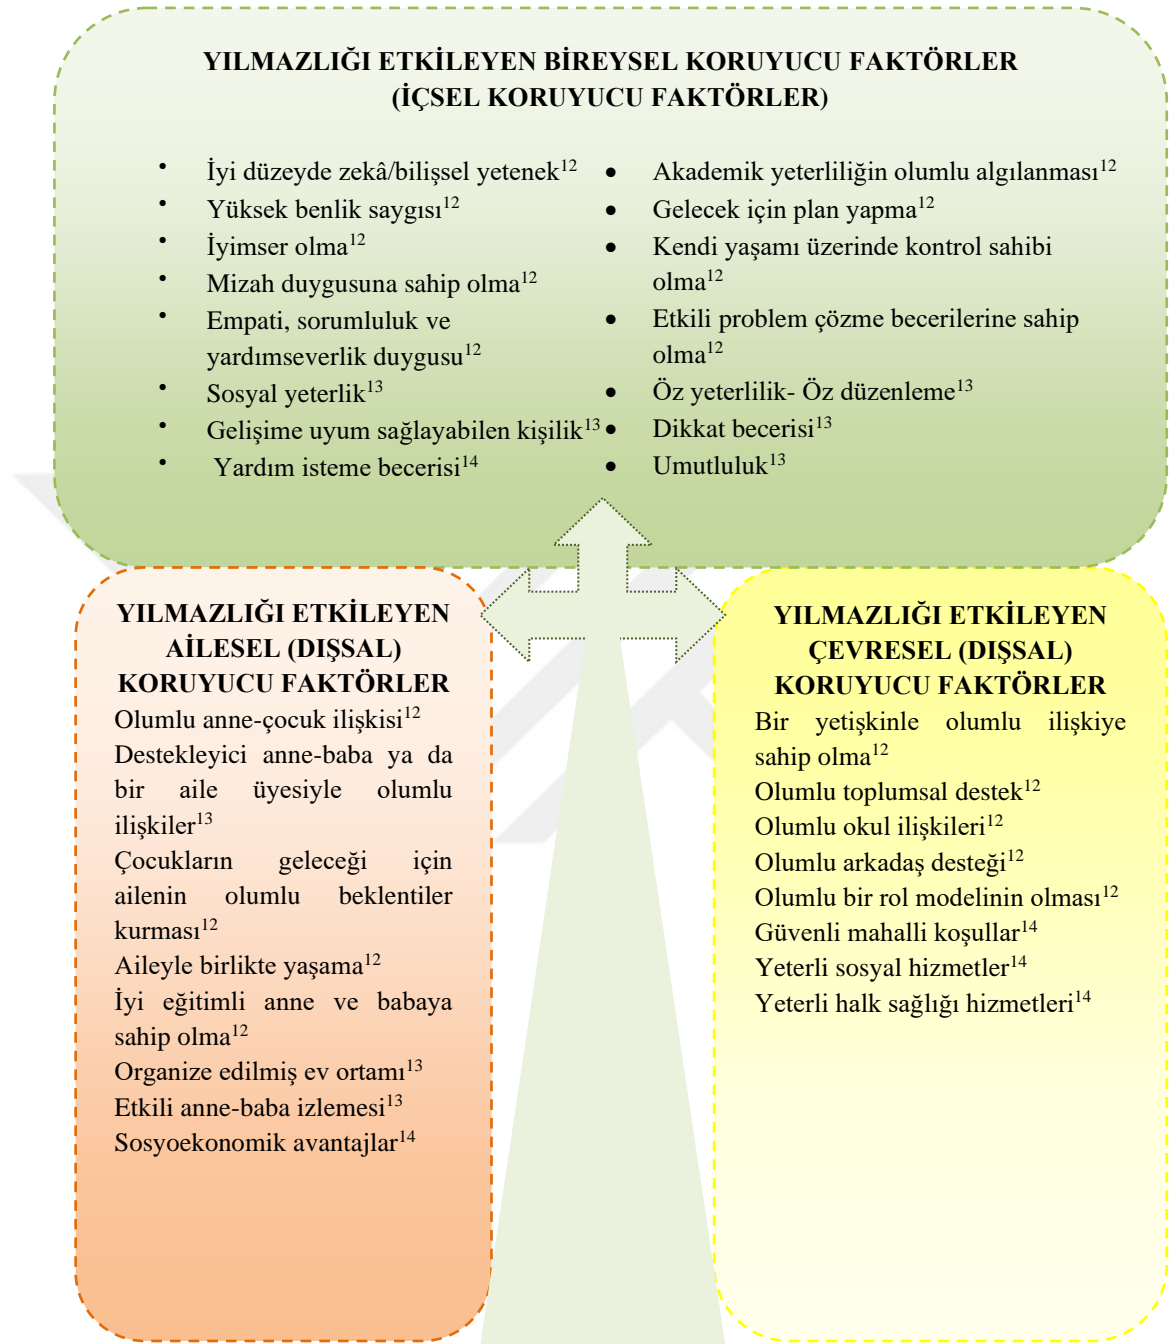 YILMAZLIĞI ETKİLEYEN BİREYSEL KORUYUCU FAKTÖRLER
(İÇSEL KORUYUCU FAKTÖRLER)
• İyi düzeyde zekâ/bilişsel yetenek12
• Yüksek benlik saygısı12
• İyimser olma12
• Mizah duygusuna sahip olma12
• Empati, sorumluluk ve
yardımseverlik duygusu12
• Sosyal yeterlik13
• Gelişime uyum sağlayabilen kişilik13
• Yardım isteme becerisi14
• Akademik yeterliliğin olumlu algılanması12
• Gelecek için plan yapma12
• Kendi yaşamı üzerinde kontrol sahibi
olma12
• Etkili problem çözme becerilerine sahip
olma12
• Öz yeterlilik- Öz düzenleme13
• Dikkat becerisi13
• Umutluluk13
YILMAZLIĞI ETKİLEYEN
AİLESEL (DIŞSAL)
KORUYUCU FAKTÖRLER
Olumlu anne-çocuk ilişkisi12
Destekleyici anne-baba ya da
bir aile üyesiyle olumlu
ilişkiler13
Çocukların geleceği için
ailenin olumlu beklentiler
kurması12
Aileyle birlikte yaşama12
İyi eğitimli anne ve babaya
sahip olma12
Organize edilmiş ev ortamı13
Etkili anne-baba izlemesi13
Sosyoekonomik avantajlar14
YILMAZLIĞI ETKİLEYEN
ÇEVRESEL (DIŞSAL)
KORUYUCU FAKTÖRLER
Bir yetişkinle olumlu ilişkiye
sahip olma12
Olumlu toplumsal destek12
Olumlu okul ilişkileri12
Olumlu arkadaş desteği12
Olumlu bir rol modelinin olması12
Güvenli mahalli koşullar14
Yeterli sosyal hizmetler14
Yeterli halk sağlığı hizmetleri14